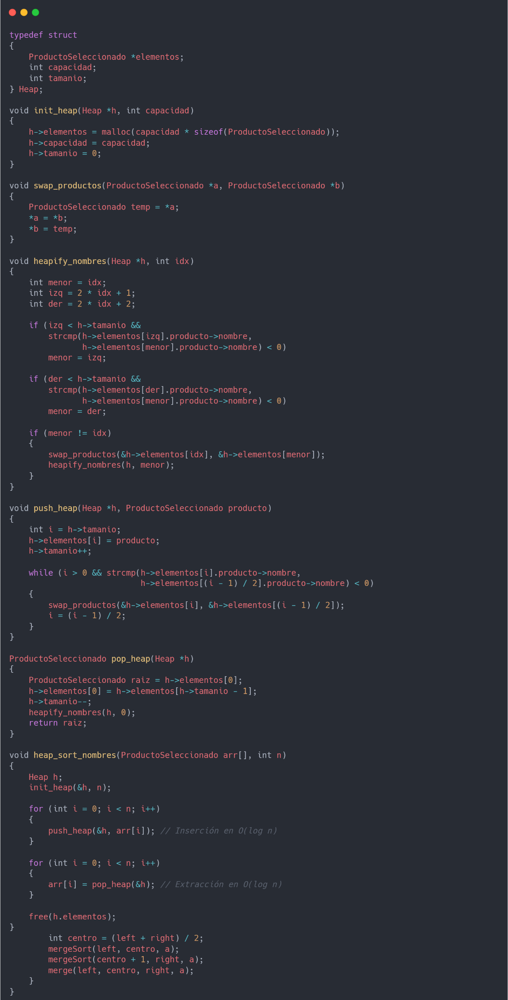 typedef struct
{
    ProductoSeleccionado *elementos;
    int capacidad;
    int tamanio;
} Heap;

void init_heap(Heap *h, int capacidad)
{
    h->elementos = malloc(capacidad * sizeof(ProductoSeleccionado));
    h->capacidad = capacidad;
    h->tamanio = 0;
}

void swap_productos(ProductoSeleccionado *a, ProductoSeleccionado *b)
{
    ProductoSeleccionado temp = *a;
    *a = *b;
    *b = temp;
}

void heapify_nombres(Heap *h, int idx)
{
    int menor = idx;
    int izq = 2 * idx + 1;
    int der = 2 * idx + 2;

    if (izq < h->tamanio &&
        strcmp(h->elementos[izq].producto->nombre,
               h->elementos[menor].producto->nombre) < 0)
        menor = izq;

    if (der < h->tamanio &&
        strcmp(h->elementos[der].producto->nombre,
               h->elementos[menor].producto->nombre) < 0)
        menor = der;

    if (menor != idx)
    {
        swap_productos(&h->elementos[idx], &h->elementos[menor]);
        heapify_nombres(h, menor);
    }
}

void push_heap(Heap *h, ProductoSeleccionado producto)
{
    int i = h->tamanio;
    h->elementos[i] = producto;
    h->tamanio++;

    while (i > 0 && strcmp(h->elementos[i].producto->nombre,
                           h->elementos[(i - 1) / 2].producto->nombre) < 0)
    {
        swap_productos(&h->elementos[i], &h->elementos[(i - 1) / 2]);
        i = (i - 1) / 2;
    }
}

ProductoSeleccionado pop_heap(Heap *h)
{
    ProductoSeleccionado raiz = h->elementos[0];
    h->elementos[0] = h->elementos[h->tamanio - 1];
    h->tamanio--;
    heapify_nombres(h, 0);
    return raiz;
}

void heap_sort_nombres(ProductoSeleccionado arr[], int n)
{
    Heap h;
    init_heap(&h, n);

    for (int i = 0; i < n; i++)
    {
        push_heap(&h, arr[i]); // Inserción en O(log n)
    }

    for (int i = 0; i < n; i++)
    {
        arr[i] = pop_heap(&h); // Extracción en O(log n)
    }

    free(h.elementos);
}
        int centro = (left + right) / 2;
        mergeSort(left, centro, a);
        mergeSort(centro + 1, right, a);
        merge(left, centro, right, a);
    }
}